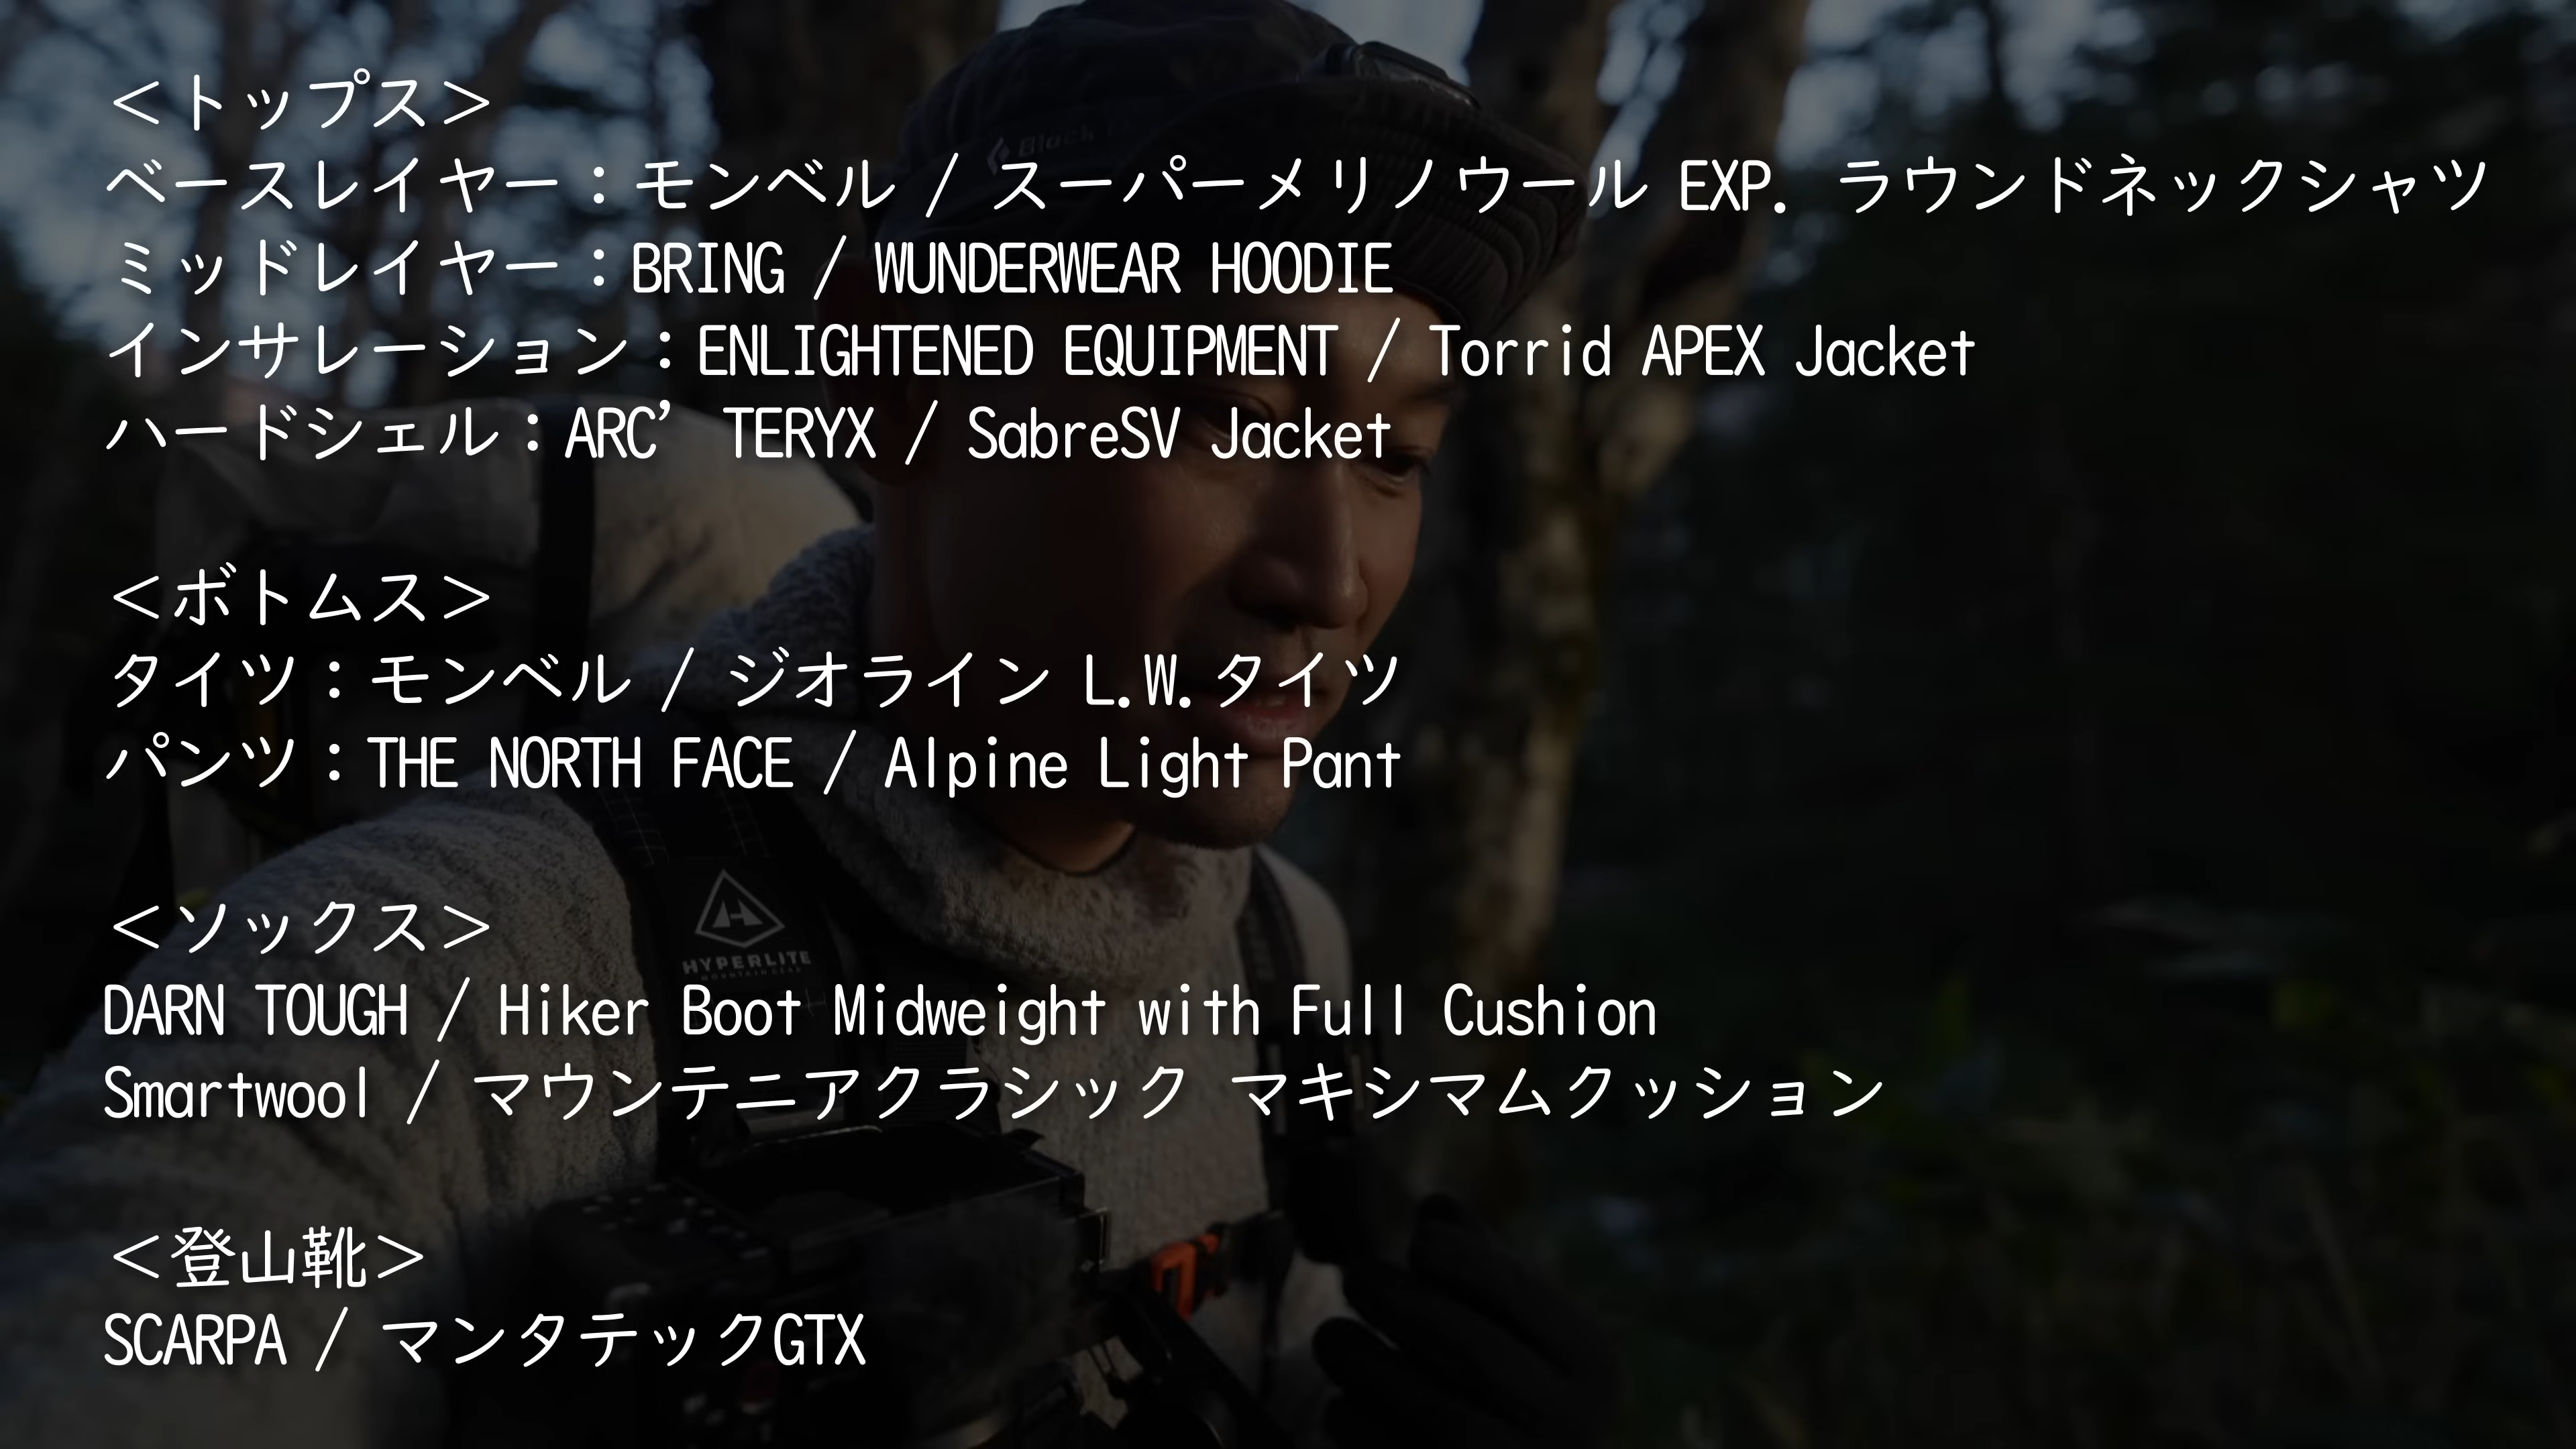 ＜トップス＞
ベースレイヤー：モンベル / スーパーメリノウール EXP. ラウンドネックシャツ
ミッドレイヤー：BRING / WUNDERWEAR HOODIE
インサレーション：ENLIGHTENED EQUIPMENT / Torrid APEX Jacket
ハードシェル：ARC’TERYX / SabreSV Jacket
＜ボトムス＞
タイツ：モンベル / ジオライン L.W.タイツ
パンツ：THE NORTH FACE / Alpine Light Pant
＜ソックス＞
DARN TOUGH / Hiker Boot Midweight with Full Cushion
Smartwool / マウンテニアクラシック マキシマムクッション
＜登山靴＞
SCARPA / マンタテックGTX
Black
HYPERLITE
MOUNTAIN GEAR